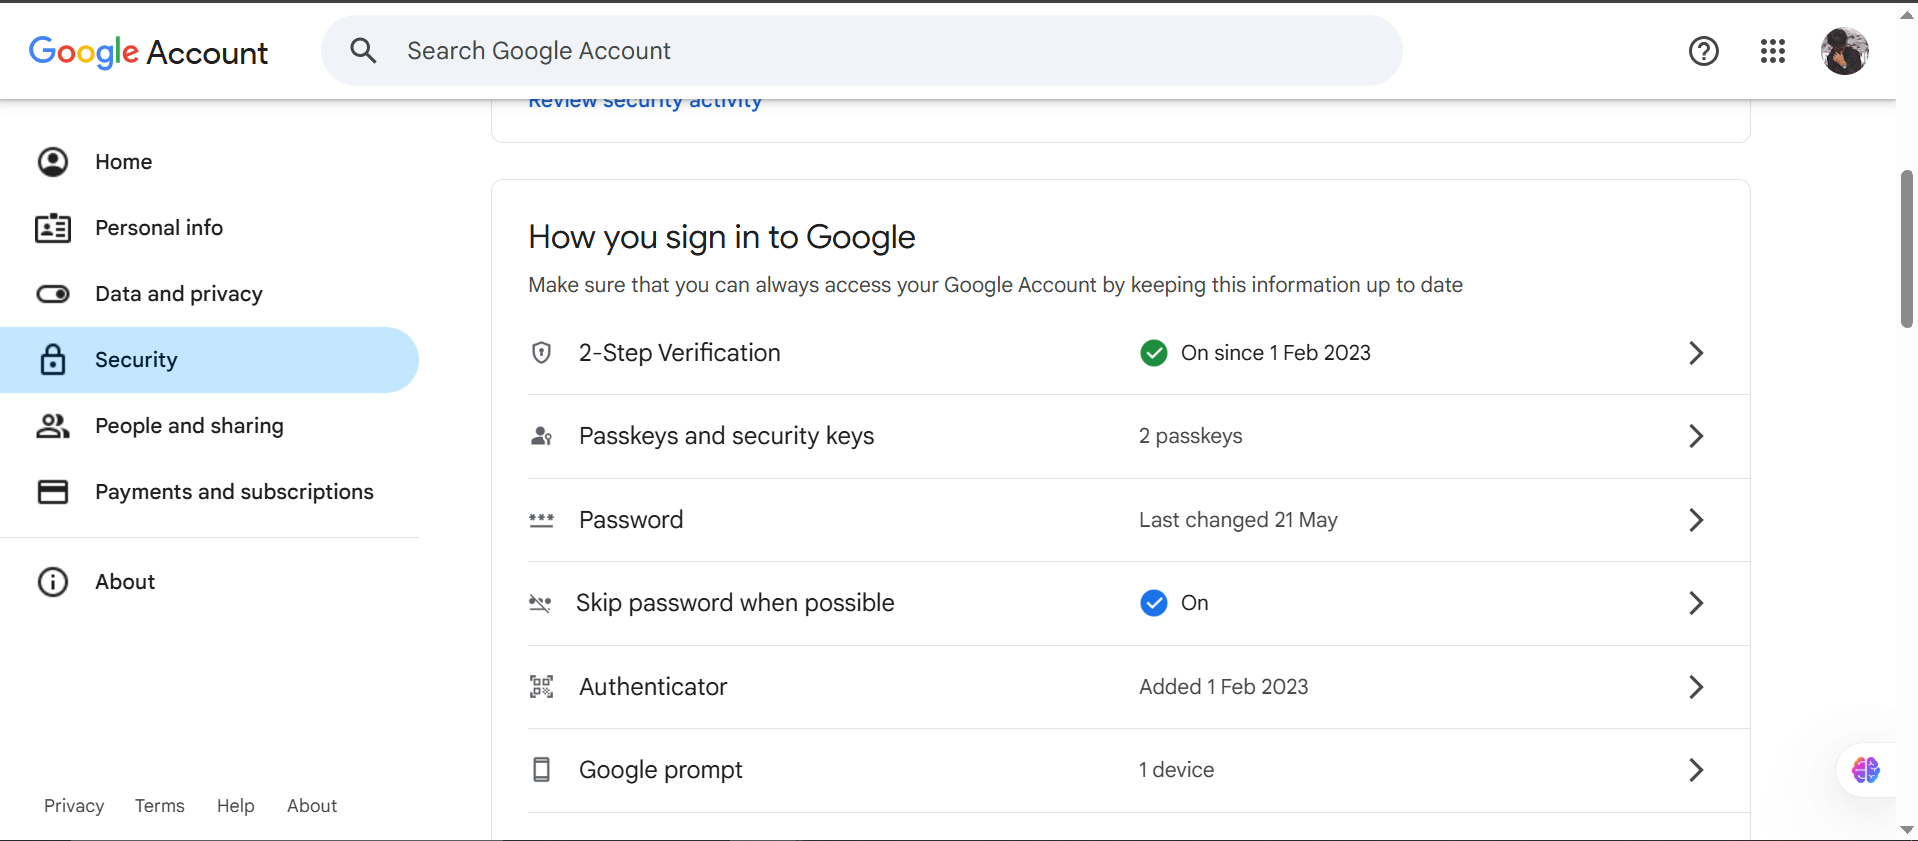 Google Account
Search Google Account
Review security activity
Home
Personal info
Data and privacy
Security
People and sharing
Payments and subscriptions
About
Privacy Terms Help About
How you sign in to Google
Make sure that you can always access your Google Account by keeping this information up to date
2-Step Verification On since 1 Feb 2023
Passkeys and security keys 2 passkeys
Password Last changed 21 May
Skip password when possible On
Authenticator Added 1 Feb 2023
Google prompt 1 device